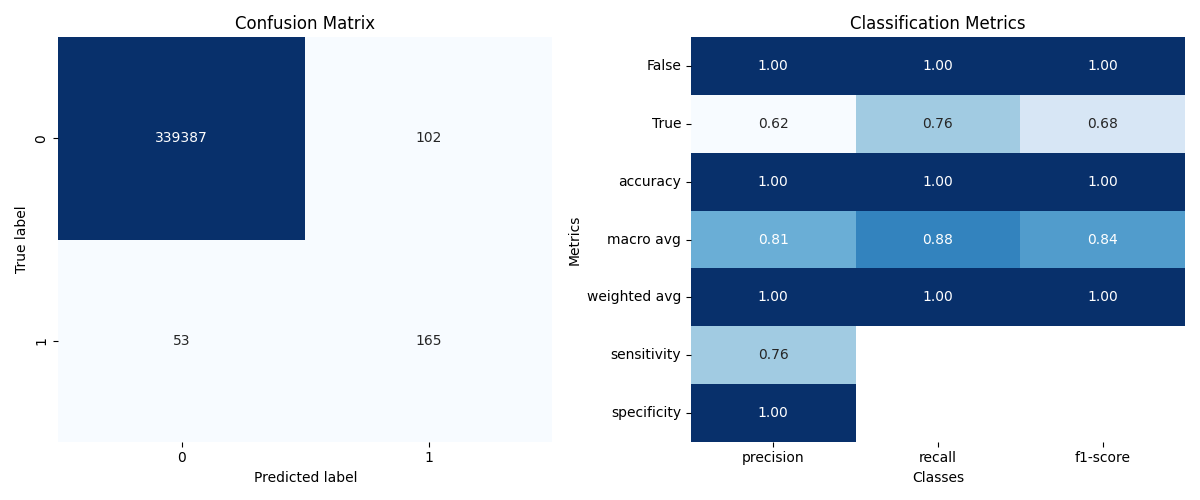 Confusion Matrix
True label
0
339387 102
1
53 165
0 1
Predicted label
Classification Metrics
Metrics
False 1.00 1.00 1.00
True 0.62 0.76 0.68
accuracy 1.00 1.00 1.00
macro avg 0.81 0.88 0.84
weighted avg 1.00 1.00 1.00
sensitivity 0.76
specificity 1.00
precision recall f1-score
Classes